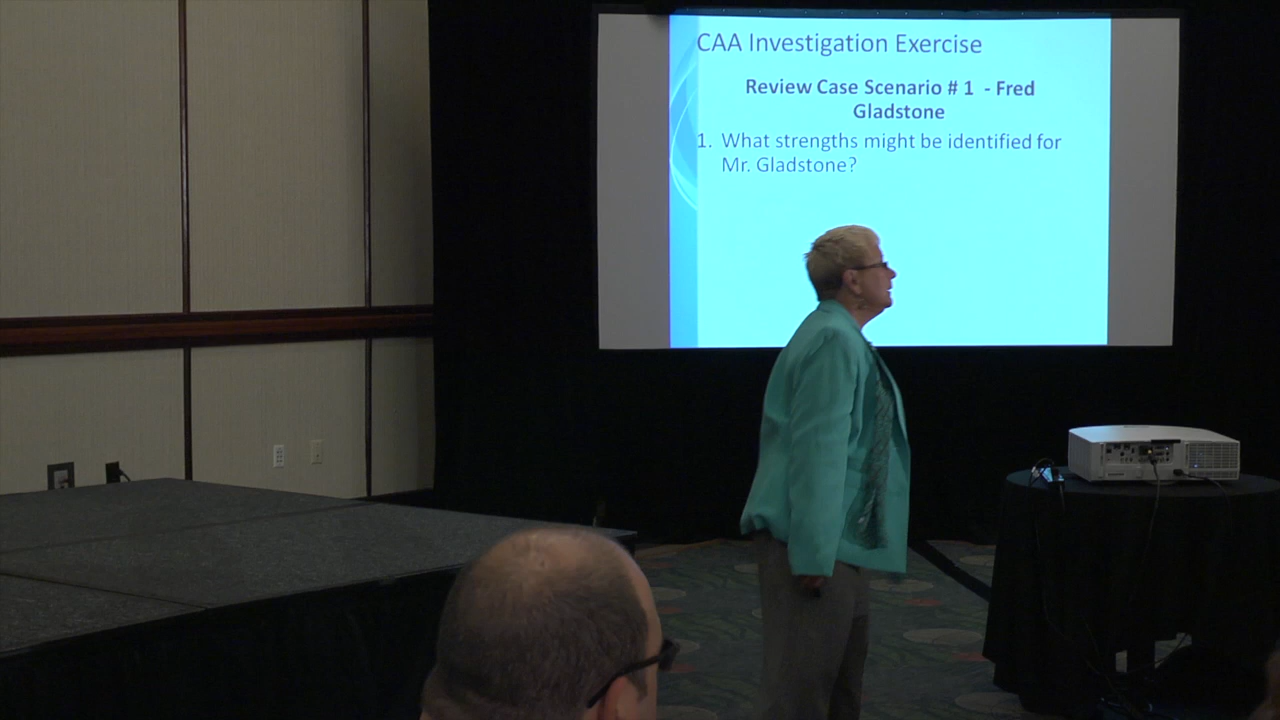 CAA Investigation Exercise
Review Case Scenario # 1 - Fred
Gladstone
1. What strengths might be identified for
Mr. Gladstone?